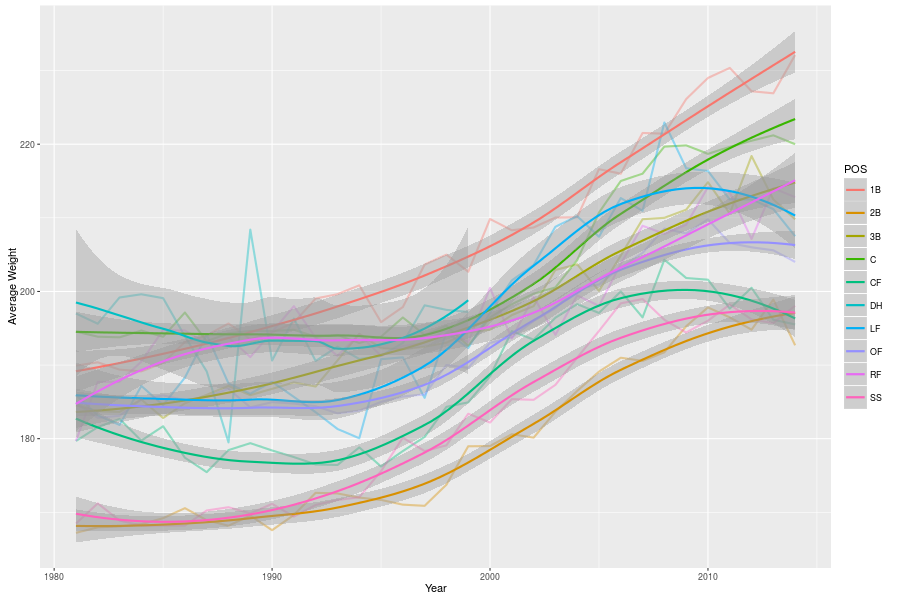 Average Weight
220
200
180
1980
1990
2000
2010
Year
POS
1B
2B
3B
C
CF
DH
LF
OF
RF
SS